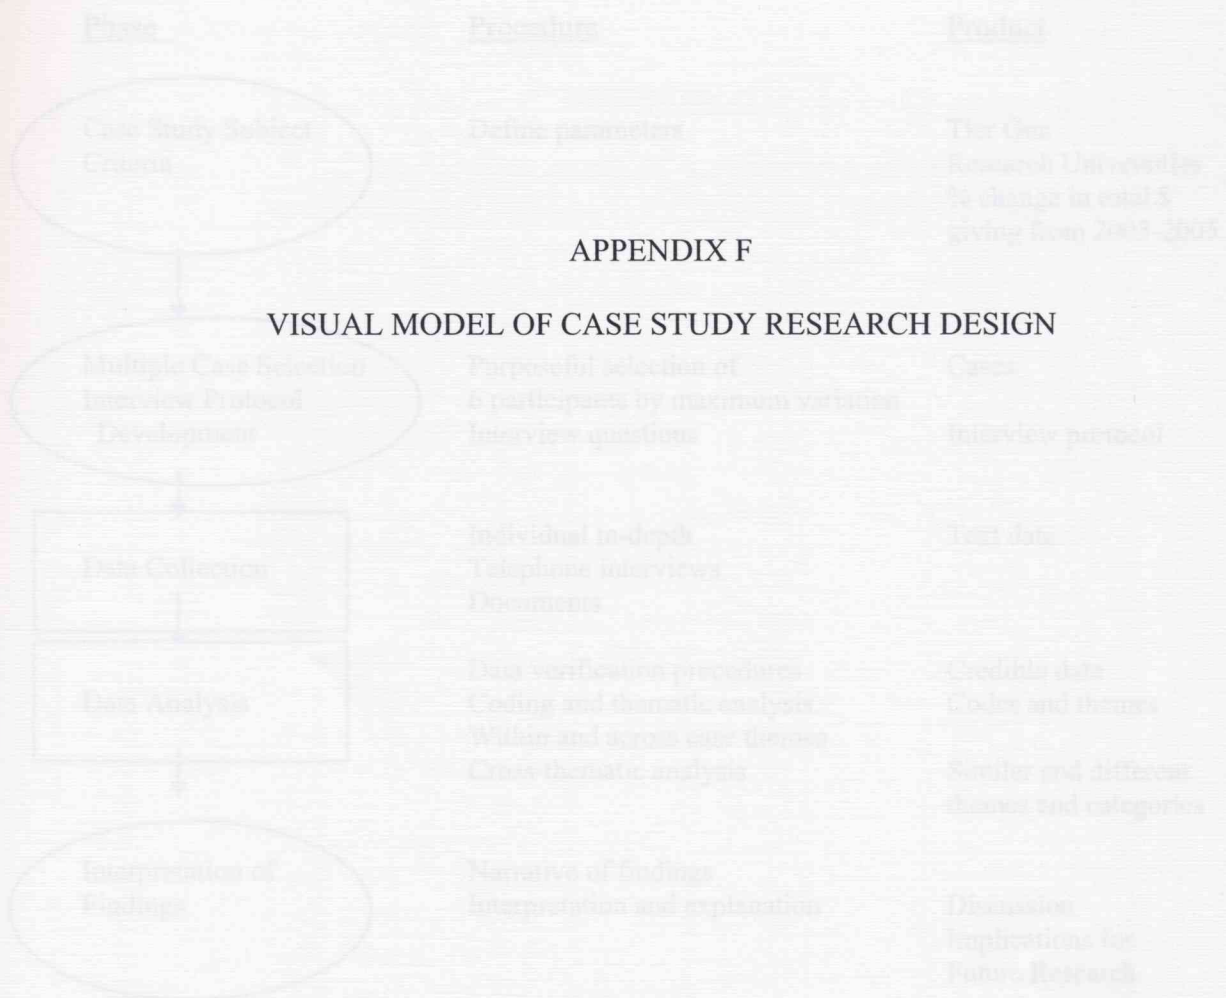 Phase Procedure Product
Case Study Subject Define parameters Tier One
Criteria Research Universities
% change in total $
giving from 2003-2005
APPENDIX F
VISUAL MODEL OF CASE STUDY RESEARCH DESIGN
Multiple Case Selection Purposeful selection of Cases
Interview Protocol 6 participants by maximum variation
Development Interview questions Interview protocol
Individual in-depth Text data
Data Collection Telephone interviews
Documents
Data verification procedures Credible data
Data Analysis Coding and thematic analysis Codes and themes
Within and across case themes
Cross thematic analysis Similar and different
themes and categories
Interpretation of Narrative of findings
Findings Interpretation and explanation Discussion
Implications for
Future Research